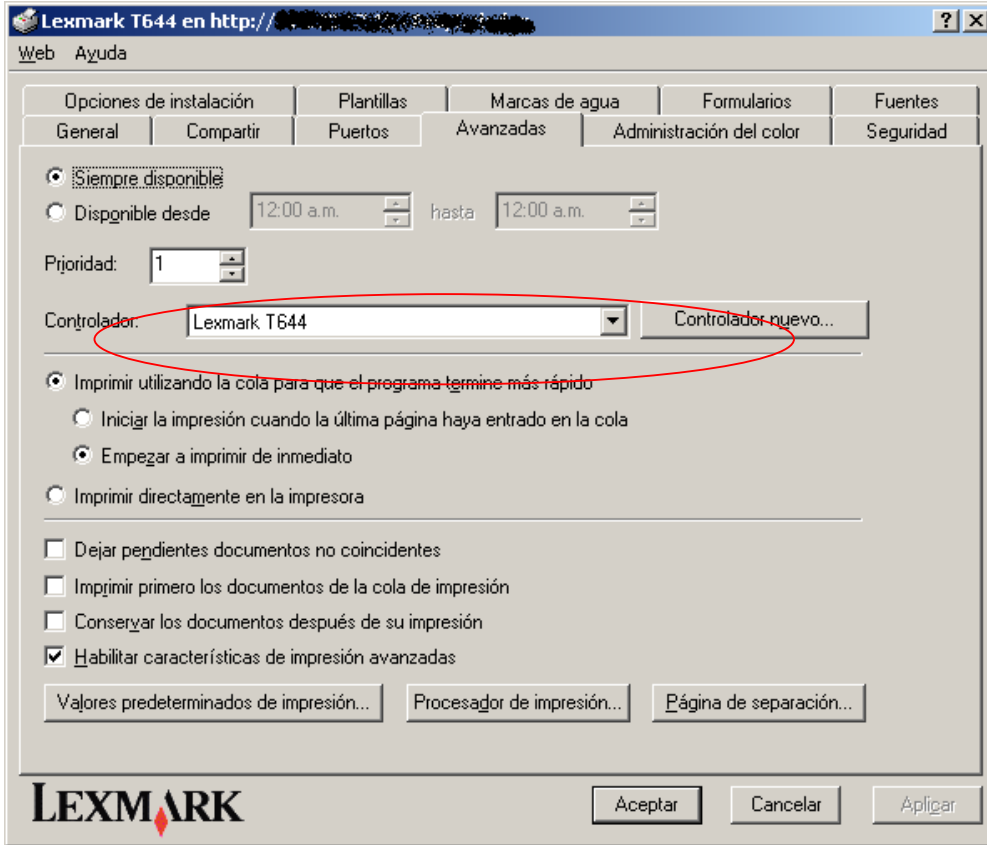 Lexmark T644 en http://
Web Ayuda
Opciones de instalación Plantillas Marcas de agua Formularios Fuentes
General Compartir Puertos Avanzadas Administración del color Seguridad
Siempre disponible
Disponible desde 12:00 a.m. hasta 12:00 a.m.
Prioridad: 1
Controlador: Lexmark T644 Controlador nuevo...
Imprimir utilizando la cola para que el programa termine más rápido
Iniciar la impresión cuando la última página haya entrado en la cola
Empezar a imprimir de inmediato
Imprimir directamente en la impresora
Dejar pendientes documentos no coincidentes
Imprimir primero los documentos de la cola de impresión
Conservar los documentos después de su impresión
Habilitar características de impresión avanzadas
Valores predeterminados de impresión... Procesador de impresión... Página de separación...
LEXMARK Aceptar Cancelar Aplicar